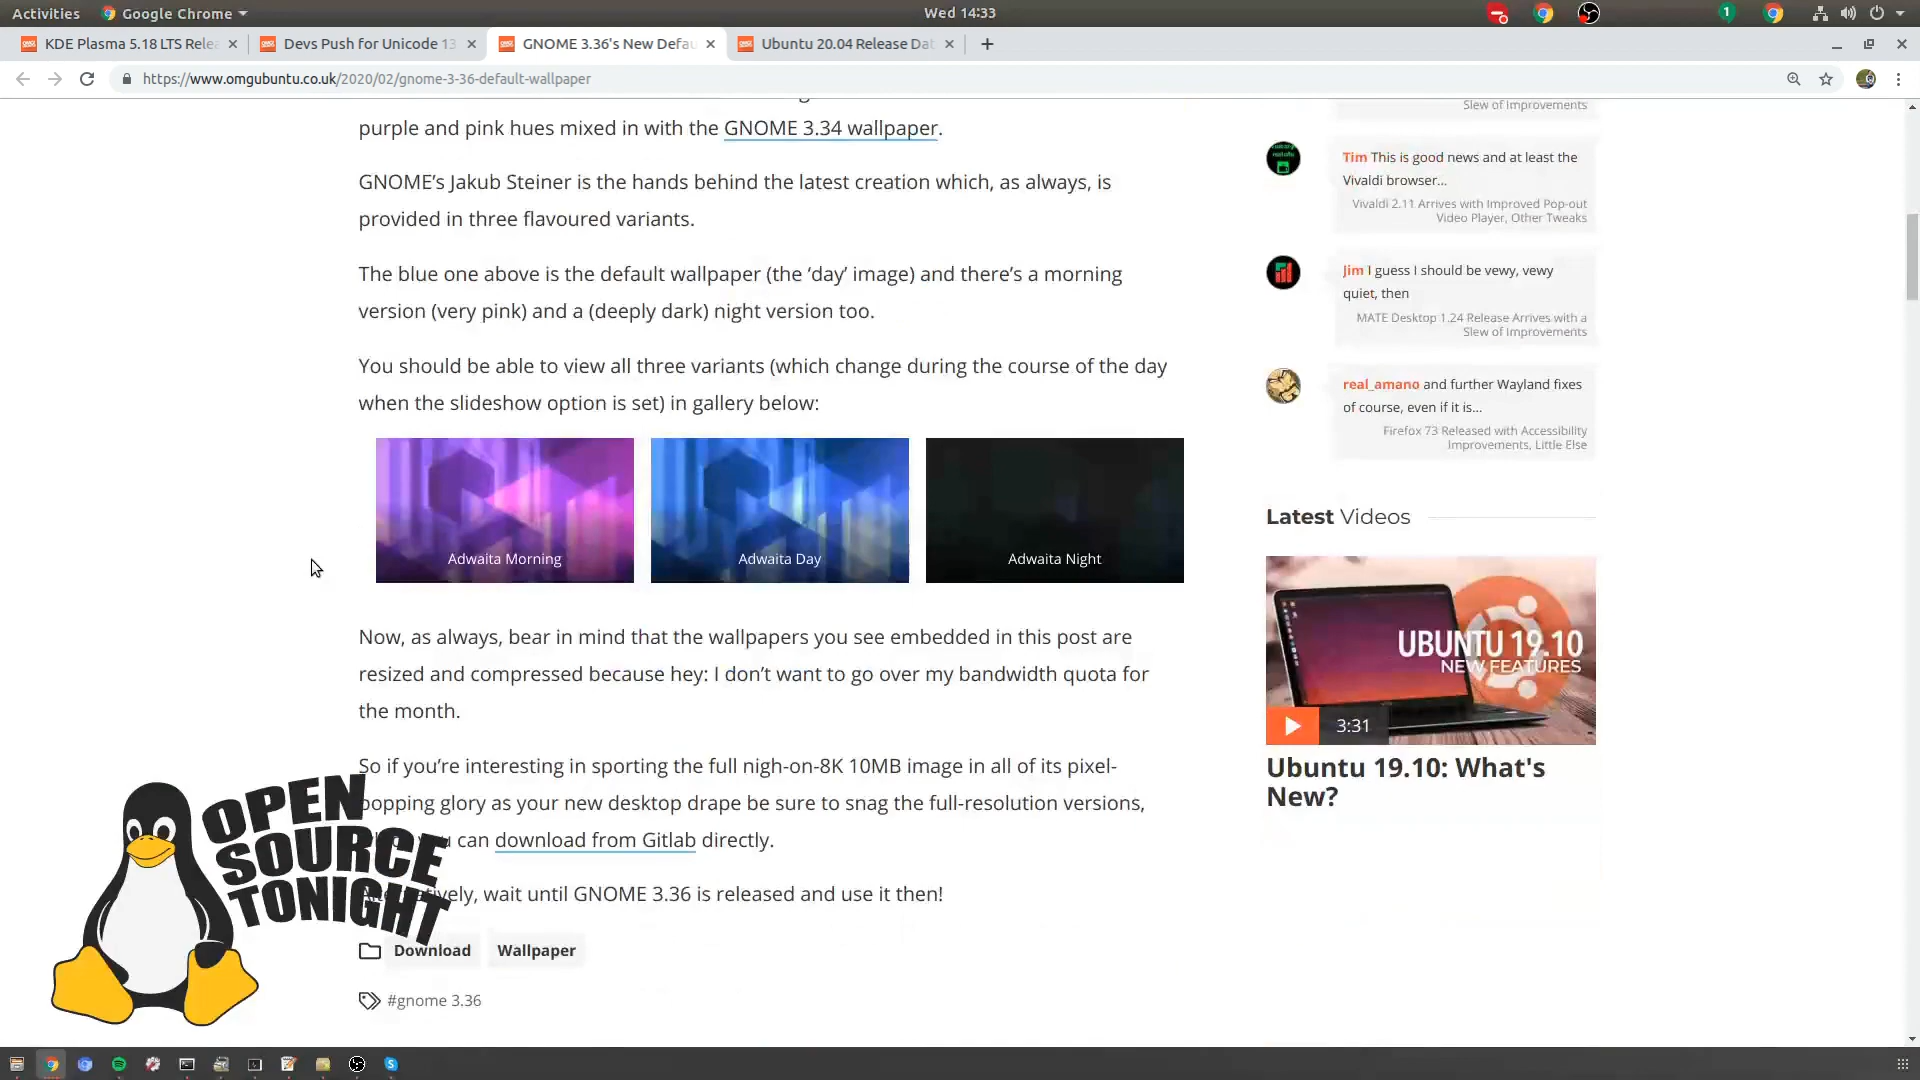 Activities
Google Chrome
Wed 14:33
1
KDE Plasma 5.18 LTS Relea
Devs Push for Unicode 13
GNOME 3.36's New Defau
Ubuntu 20.04 Release Dat
https://www.omgubuntu.co.uk/2020/02/gnome-3-36-default-wallpaper
purple and pink hues mixed in with the GNOME 3.34 wallpaper.
GNOME’s Jakub Steiner is the hands behind the latest creation which, as always, is
provided in three flavoured variants.
The blue one above is the default wallpaper (the ‘day’ image) and there’s a morning
version (very pink) and a (deeply dark) night version too.
You should be able to view all three variants (which change during the course of the day
when the slideshow option is set) in gallery below:
Adwaita Morning
Adwaita Day
Adwaita Night
Now, as always, bear in mind that the wallpapers you see embedded in this post are
resized and compressed because hey: I don’t want to go over my bandwidth quota for
the month.
So if you’re interesting in sporting the full nigh-on-8K 10MB image in all of its pixel-
popping glory as your new desktop drape be sure to snag the full-resolution versions,
can download from Gitlab directly.
wait until GNOME 3.36 is released and use it then!
Download
Wallpaper
#gnome 3.36
OPEN
SOURCE
TONIGHT
Slew of Improvements
Tim This is good news and at least the
Vivaldi browser...
Vivaldi 2.11 Arrives with Improved Pop-out
Video Player, Other Tweaks
Jim I guess I should be vewy, vewy
quiet, then
MATE Desktop 1.24 Release Arrives with a
Slew of Improvements
real_amano and further Wayland fixes
of course, even if it is...
Firefox 73 Released with Accessibility
Improvements, Little Else
Latest Videos
UBUNTU 19.10
NEW FEATURES
3:31
Ubuntu 19.10: What's
New?